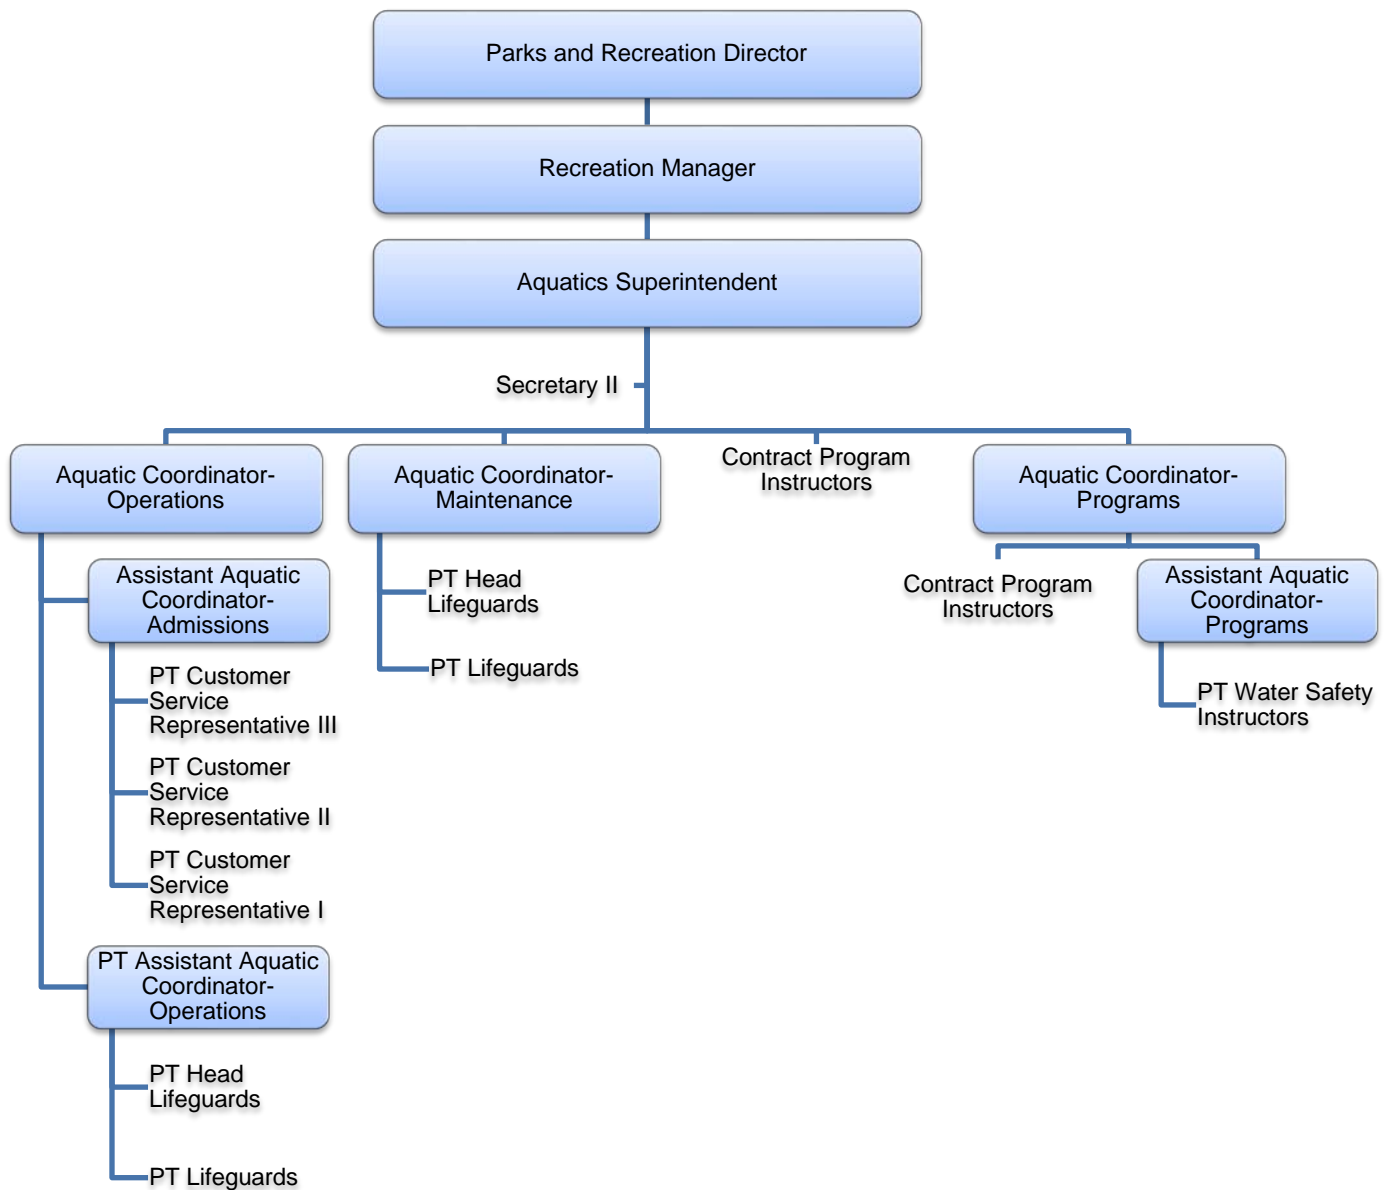 Parks and Recreation Director
Recreation Manager
Aquatics Superintendent
Secretary II
Aquatic Coordinator-
Operations
Aquatic Coordinator-
Maintenance
Contract Program
Instructors
Aquatic Coordinator-
Programs
Assistant Aquatic
Coordinator-
Admissions
PT Customer
Service
Representative III
PT Customer
Service
Representative II
PT Customer
Service
Representative I
PT Assistant Aquatic
Coordinator-
Operations
PT Head
Lifeguards
PT Lifeguards
PT Head
Lifeguards
PT Lifeguards
Contract Program
Instructors
Assistant Aquatic
Coordinator-
Programs
PT Water Safety
Instructors